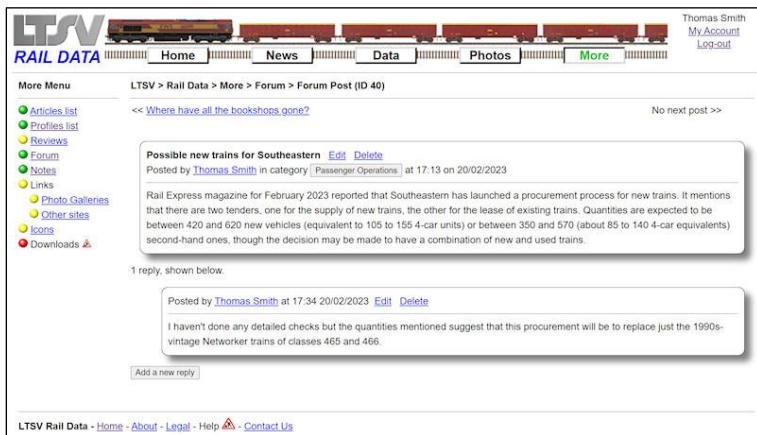 LTSV
RAIL DATA
Home
News
Data
Photos
More
Thomas Smith
My Account
Log-out
More Menu
Articles list
Profiles list
Reviews
Forum
Notes
Links
Photo Galleries
Other sites
Icons
Downloads
LTSV > Rail Data > More > Forum > Forum Post (ID 40)
<< Where have all the bookshops gone?
No next post >>
Possible new trains for Southeastern Edit Delete
Posted by Thomas Smith in category Passenger Operations at 17:13 on 20/02/2023
Rail Express magazine for February 2023 reported that Southeastern has launched a procurement process for new trains. It mentions
that there are two tenders, one for the supply of new trains, the other for the lease of existing trains. Quantities are expected to be
between 420 and 620 new vehicles (equivalent to 105 to 155 4-car units) or between 350 and 570 (about 85 to 140 4-car equivalents)
second-hand ones, though the decision may be made to have a combination of new and used trains.
1 reply, shown below.
Posted by Thomas Smith at 17:34 20/02/2023 Edit Delete
I haven't done any detailed checks but the quantities mentioned suggest that this procurement will be to replace just the 1990s-
vintage Networker trains of classes 465 and 466.
Add a new reply
LTSV Rail Data - Home - About - Legal - Help - Contact Us